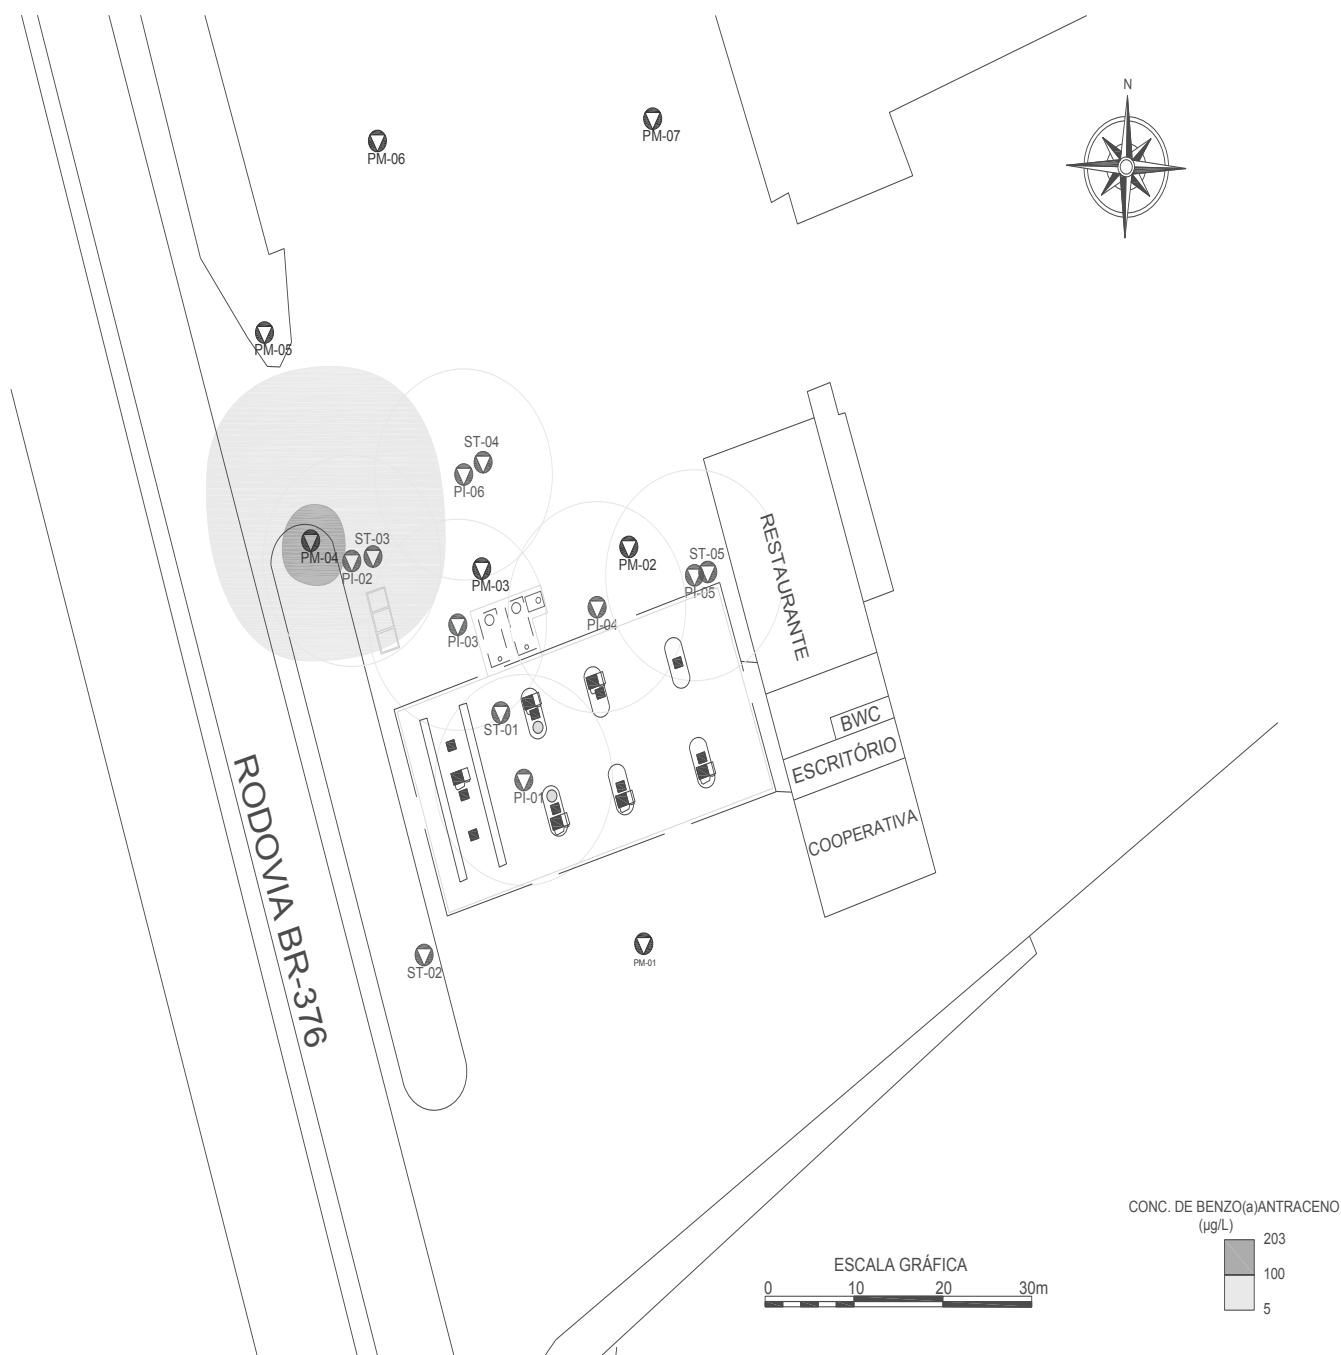 N
PM-07
PM-06
PM-05
ST-04
PI-06
ST-03
PM-04
PI-02
PM-03
PM-02
ST-05
PI-05
RESTAURANTE
PI-03
PI-04
ST-01
BWC
ESCRITÓRIO
PI-01
COOPERATIVA
RODOVIA BR-376
ST-02
PM-01
CONC. DE BENZO(a)ANTRACENO
(µg/L)
203
100
5
ESCALA GRÁFICA
0 10 20 30m